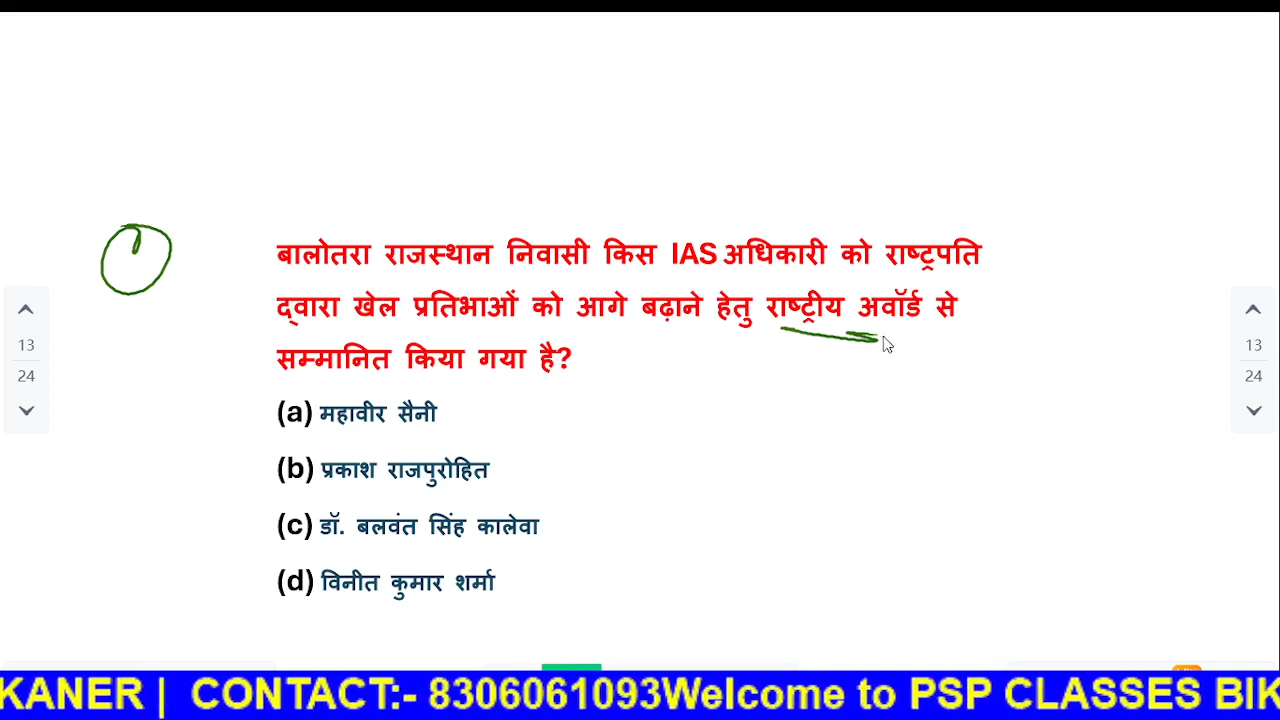 बालोतरा राजस्थान निवासी किस IAS अधिकारी को राष्ट्रपति
द्वारा खेल प्रतिभाओं को आगे बढ़ाने हेतु राष्ट्रीय अवॉर्ड से
सम्मानित किया गया है?
(a) महावीर सैनी
(b) प्रकाश राजपुरोहित
(c) डॉ. बलवंत सिंह कालेवा
(d) विनीत कुमार शर्मा
13
24
13
24
KANER | CONTACT:- 8306061093Welcome to PSP CLASSES BIK